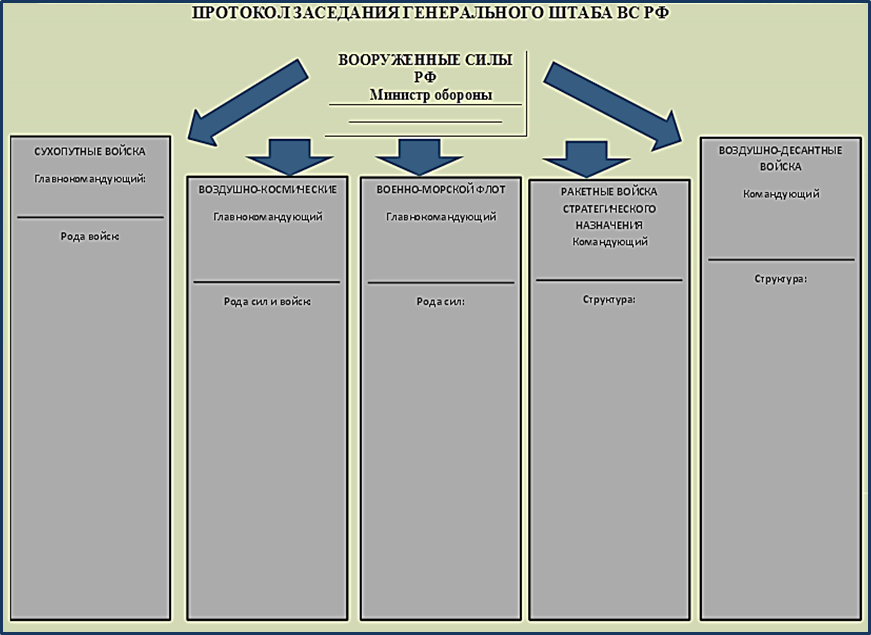 ПРОТОКОЛ ЗАСЕДАНИЯ ГЕНЕРАЛЬНОГО ШТАБА ВС РФ
ВООРУЖЕННЫЕ СИЛЫ
РФ
Министр обороны
СУХОПУТНЫЕ ВОЙСКА
Главнокомандующий:
Рода войск:
ВОЗДУШНО-КОСМИЧЕСКИЕ
Главнокомандующий
Рода сил и войск:
ВОЕННО-МОРСКОЙ ФЛОТ
Главнокомандующий
Рода сил:
РАКЕТНЫЕ ВОЙСКА
СТРАТЕГИЧЕСКОГО
НАЗНАЧЕНИЯ
Командующий
Структура:
ВОЗДУШНО-ДЕСАНТНЫЕ
ВОЙСКА
Командующий
Структура: